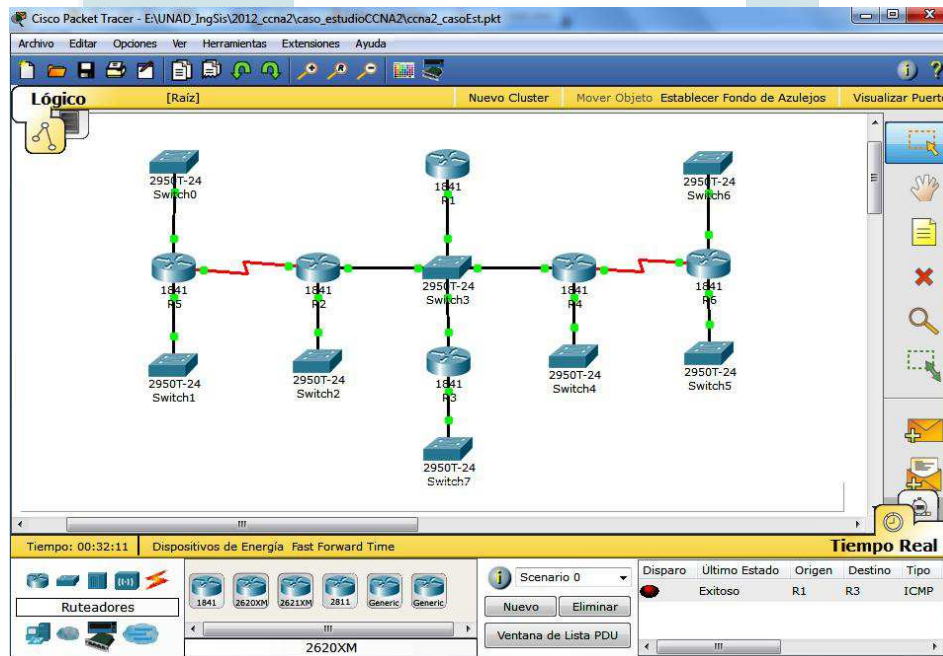 Cisco Packet Tracer - E:\UNAD_IngSis\2012_ccna2\caso_estudioCCNA2\ccna2_casoEst.pkt
Archivo Editar Opciones Ver Herramientas Extensiones Ayuda
Lógico [Raíz] Nuevo Cluster Mover Objeto Establecer Fondo de Azulejos Visualizar Puert
2950T-24
Switch0
1841
R1
2950T-24
Switch6
1841
R5
1841
R2
2950T-24
Switch3
1841
R4
1841
R6
2950T-24
Switch1
2950T-24
Switch2
1841
R3
2950T-24
Switch4
2950T-24
Switch5
2950T-24
Switch7
Tiempo: 00:32:11 Dispositivos de Energía Fast Forward Time Tiempo Real
Ruteadores
1841 2620XM 2621XM 2811 Generic Generic
2620XM
Scenario 0
Nuevo Eliminar
Ventana de Lista PDU
Disparo Último Estado Origen Destino Tipo
Exitoso R1 R3 ICMP